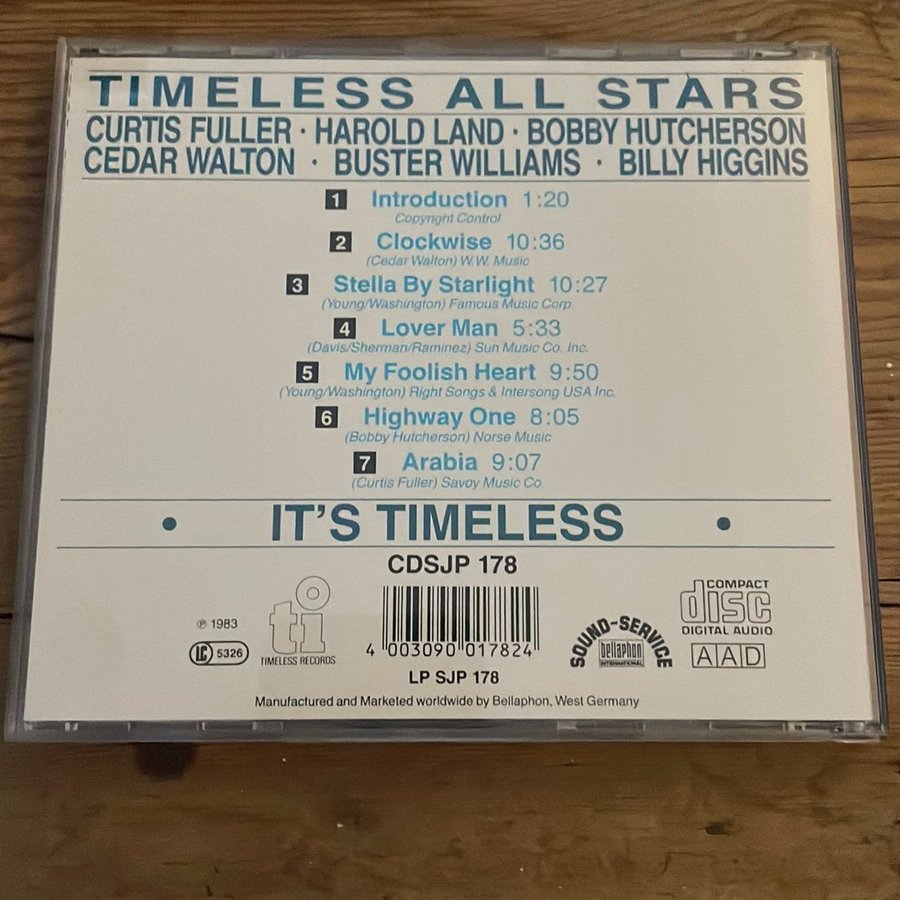 TIMELESS ALL STARS
CURTIS FULLER · HAROLD LAND · BOBBY HUTCHERSON
CEDAR WALTON · BUSTER WILLIAMS · BILLY HIGGINS
1 Introduction 1:20
Copyright Control
2 Clockwise 10:36
(Cedar Walton) W.W. Music
3 Stella By Starlight 10:27
(Young/Washington) Famous Music Corp
4 Lover Man 5:33
(Davis/Sherman/Raminez) Sun Music Co. Inc.
5 My Foolish Heart 9:50
(Young/Washington) Right Songs & Intersong USA Inc.
6 Highway One 8:05
(Bobby Hutcherson) Norse Music
7 Arabia 9:07
(Curtis Fuller) Savoy Music Co
• IT'S TIMELESS •
CDSJP 178
℗ 1983
LC 5326
ti
TIMELESS RECORDS
4 003090 017824
LP SJP 178
SOUND-SERVICE
bellaphon
INTERNATIONAL
COMPACT
disc
DIGITAL AUDIO
AAD
Manufactured and Marketed worldwide by Bellaphon, West Germany